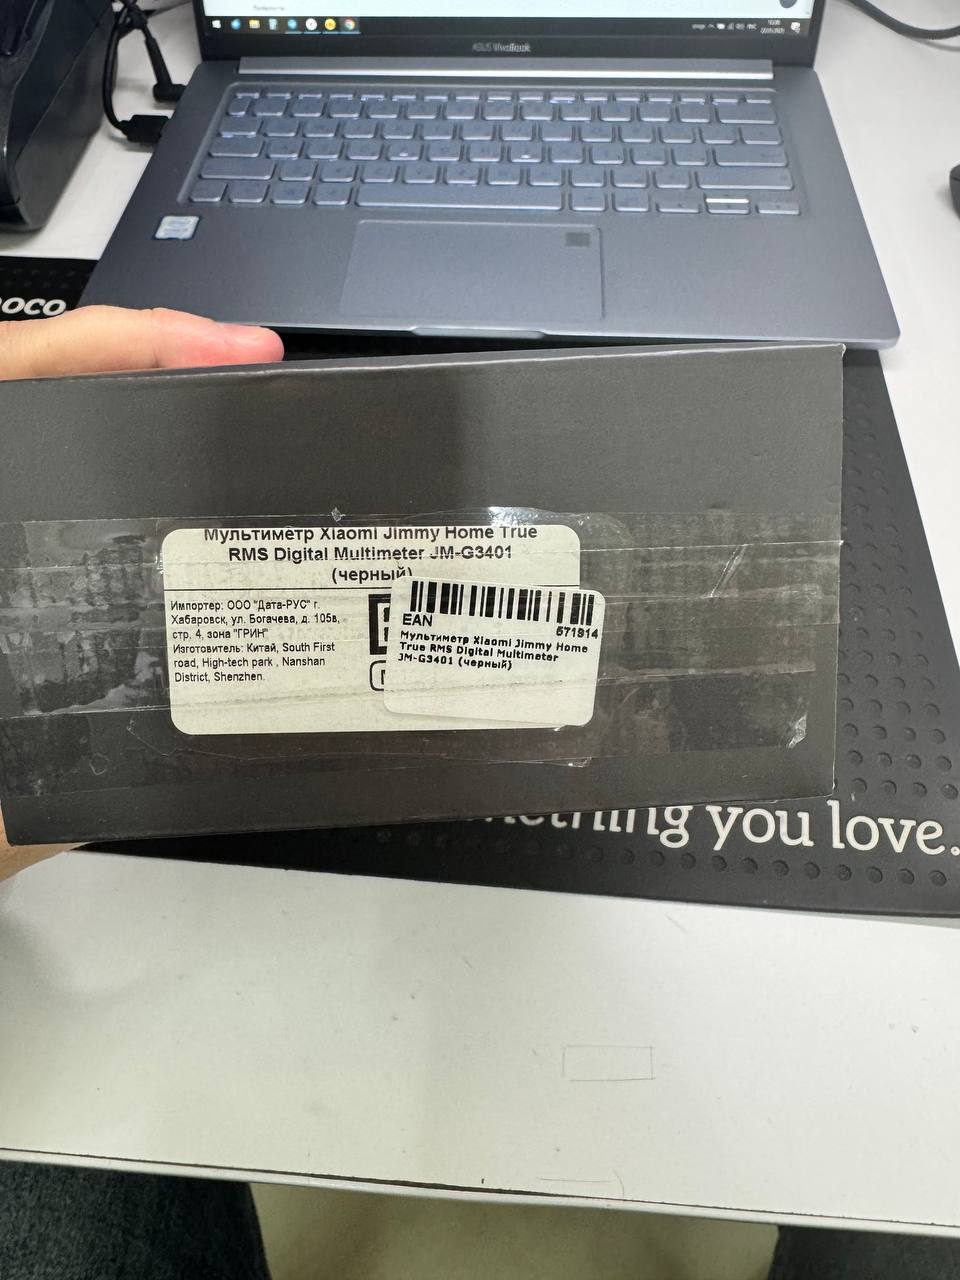 ASUS VivoBook
Мультиметр Xiaomi Jimmy Home True
RMS Digital Multimeter JM-G3401
(черный)
Импортер: ООО "Дата-РУС" г.
Хабаровск, ул. Богачева, д. 105в,
стр. 4, зона "ГРИН"
Изготовитель: Китай, South First
road, High-tech park , Nanshan
District, Shenzhen.
EAN
571914
Мультиметр Xiaomi Jimmy Home
True RMS Digital Multimeter
JM-G3401 (черный)
you love.